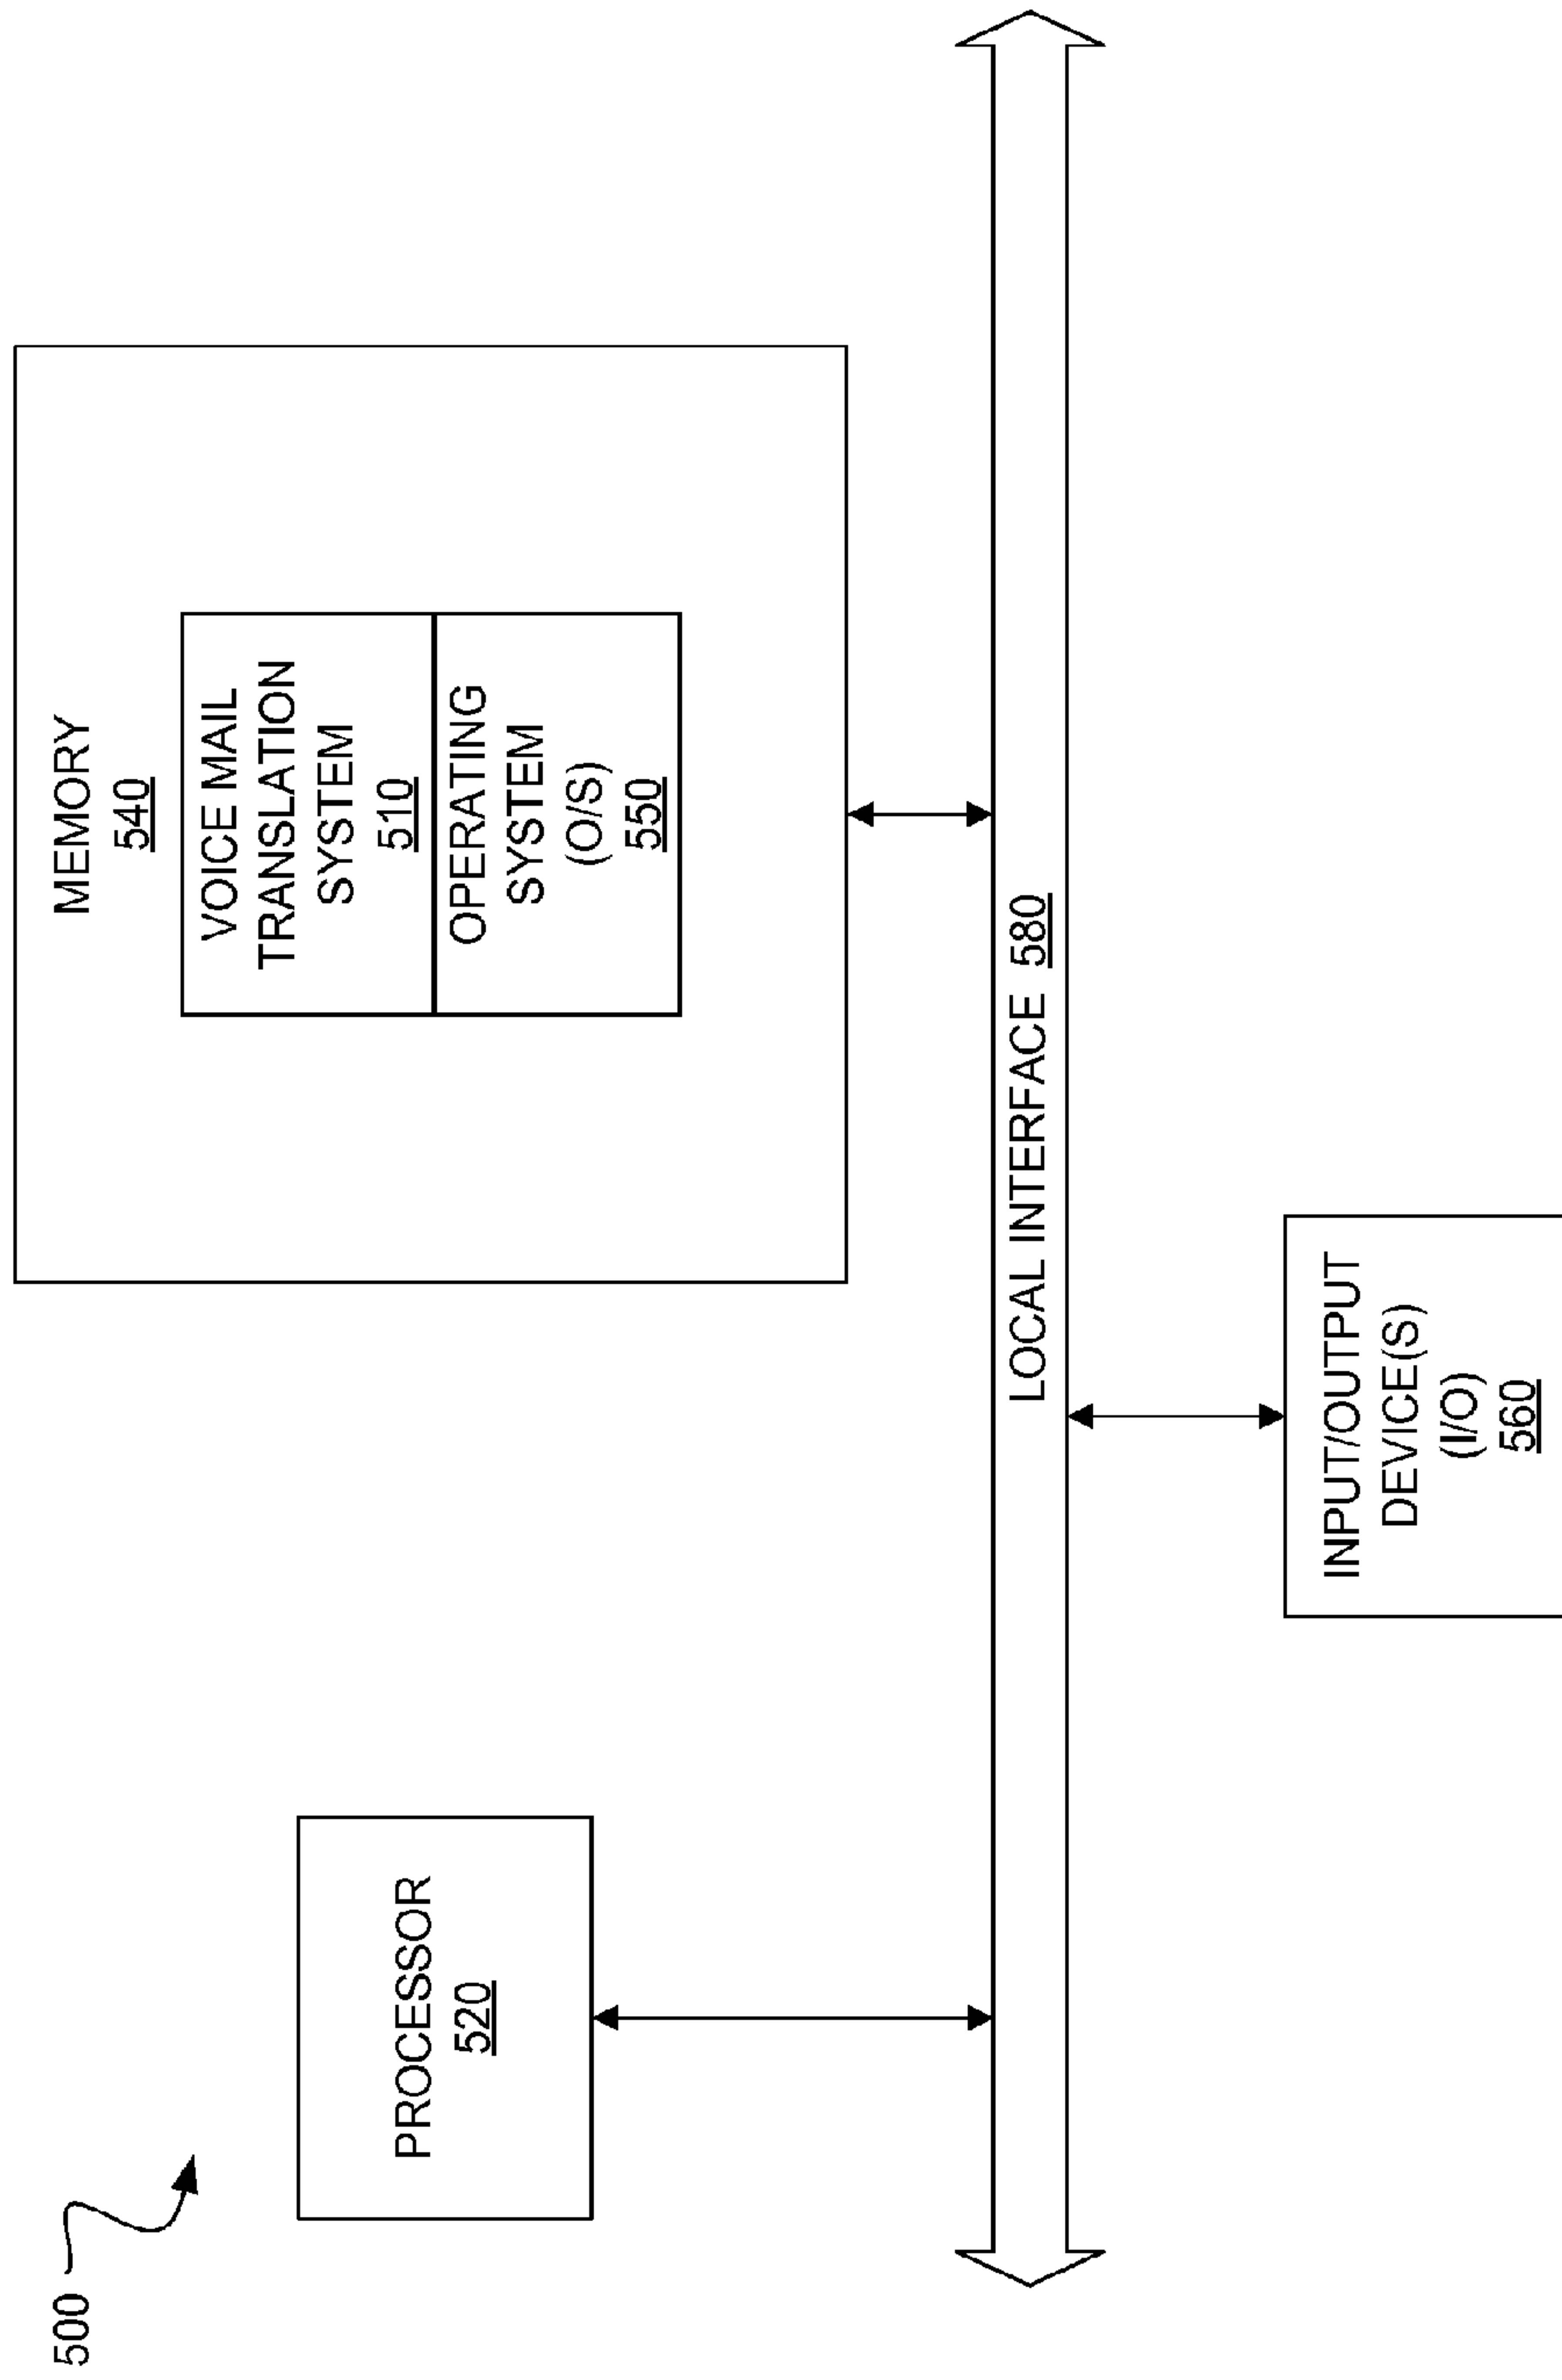 500
PROCESSOR
520
MEMORY
540
VOICE MAIL
TRANSLATION
SYSTEM
510
OPERATING
SYSTEM
(O/S)
550
LOCAL INTERFACE 580
INPUT/OUTPUT
DEVICE(S)
(I/O)
560